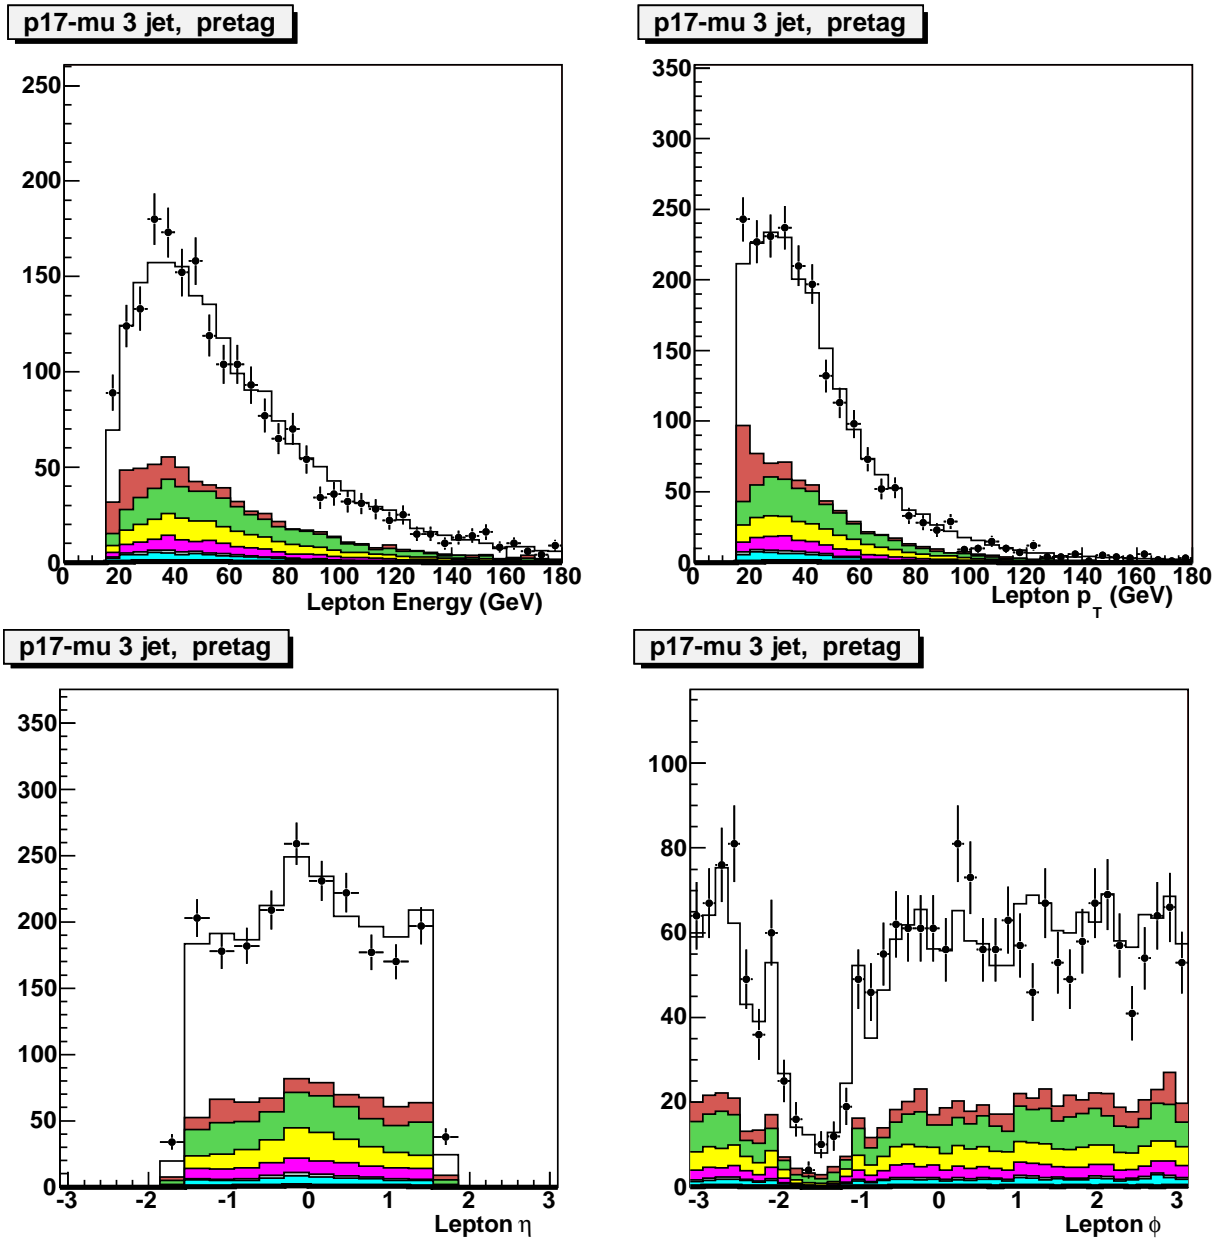 p17-mu 3 jet,  pretag
250
200
150
100
50
0
0 20 40 60 80 100 120 140 160 180
Lepton Energy (GeV)
p17-mu 3 jet,  pretag
350
300
250
200
150
100
50
0
0 20 40 60 80 100 120 140 160 180
Lepton p_T (GeV)
p17-mu 3 jet,  pretag
350
300
250
200
150
100
50
0
-3 -2 -1 0 1 2 3
Lepton η
p17-mu 3 jet,  pretag
100
80
60
40
20
0
-3 -2 -1 0 1 2 3
Lepton ϕ